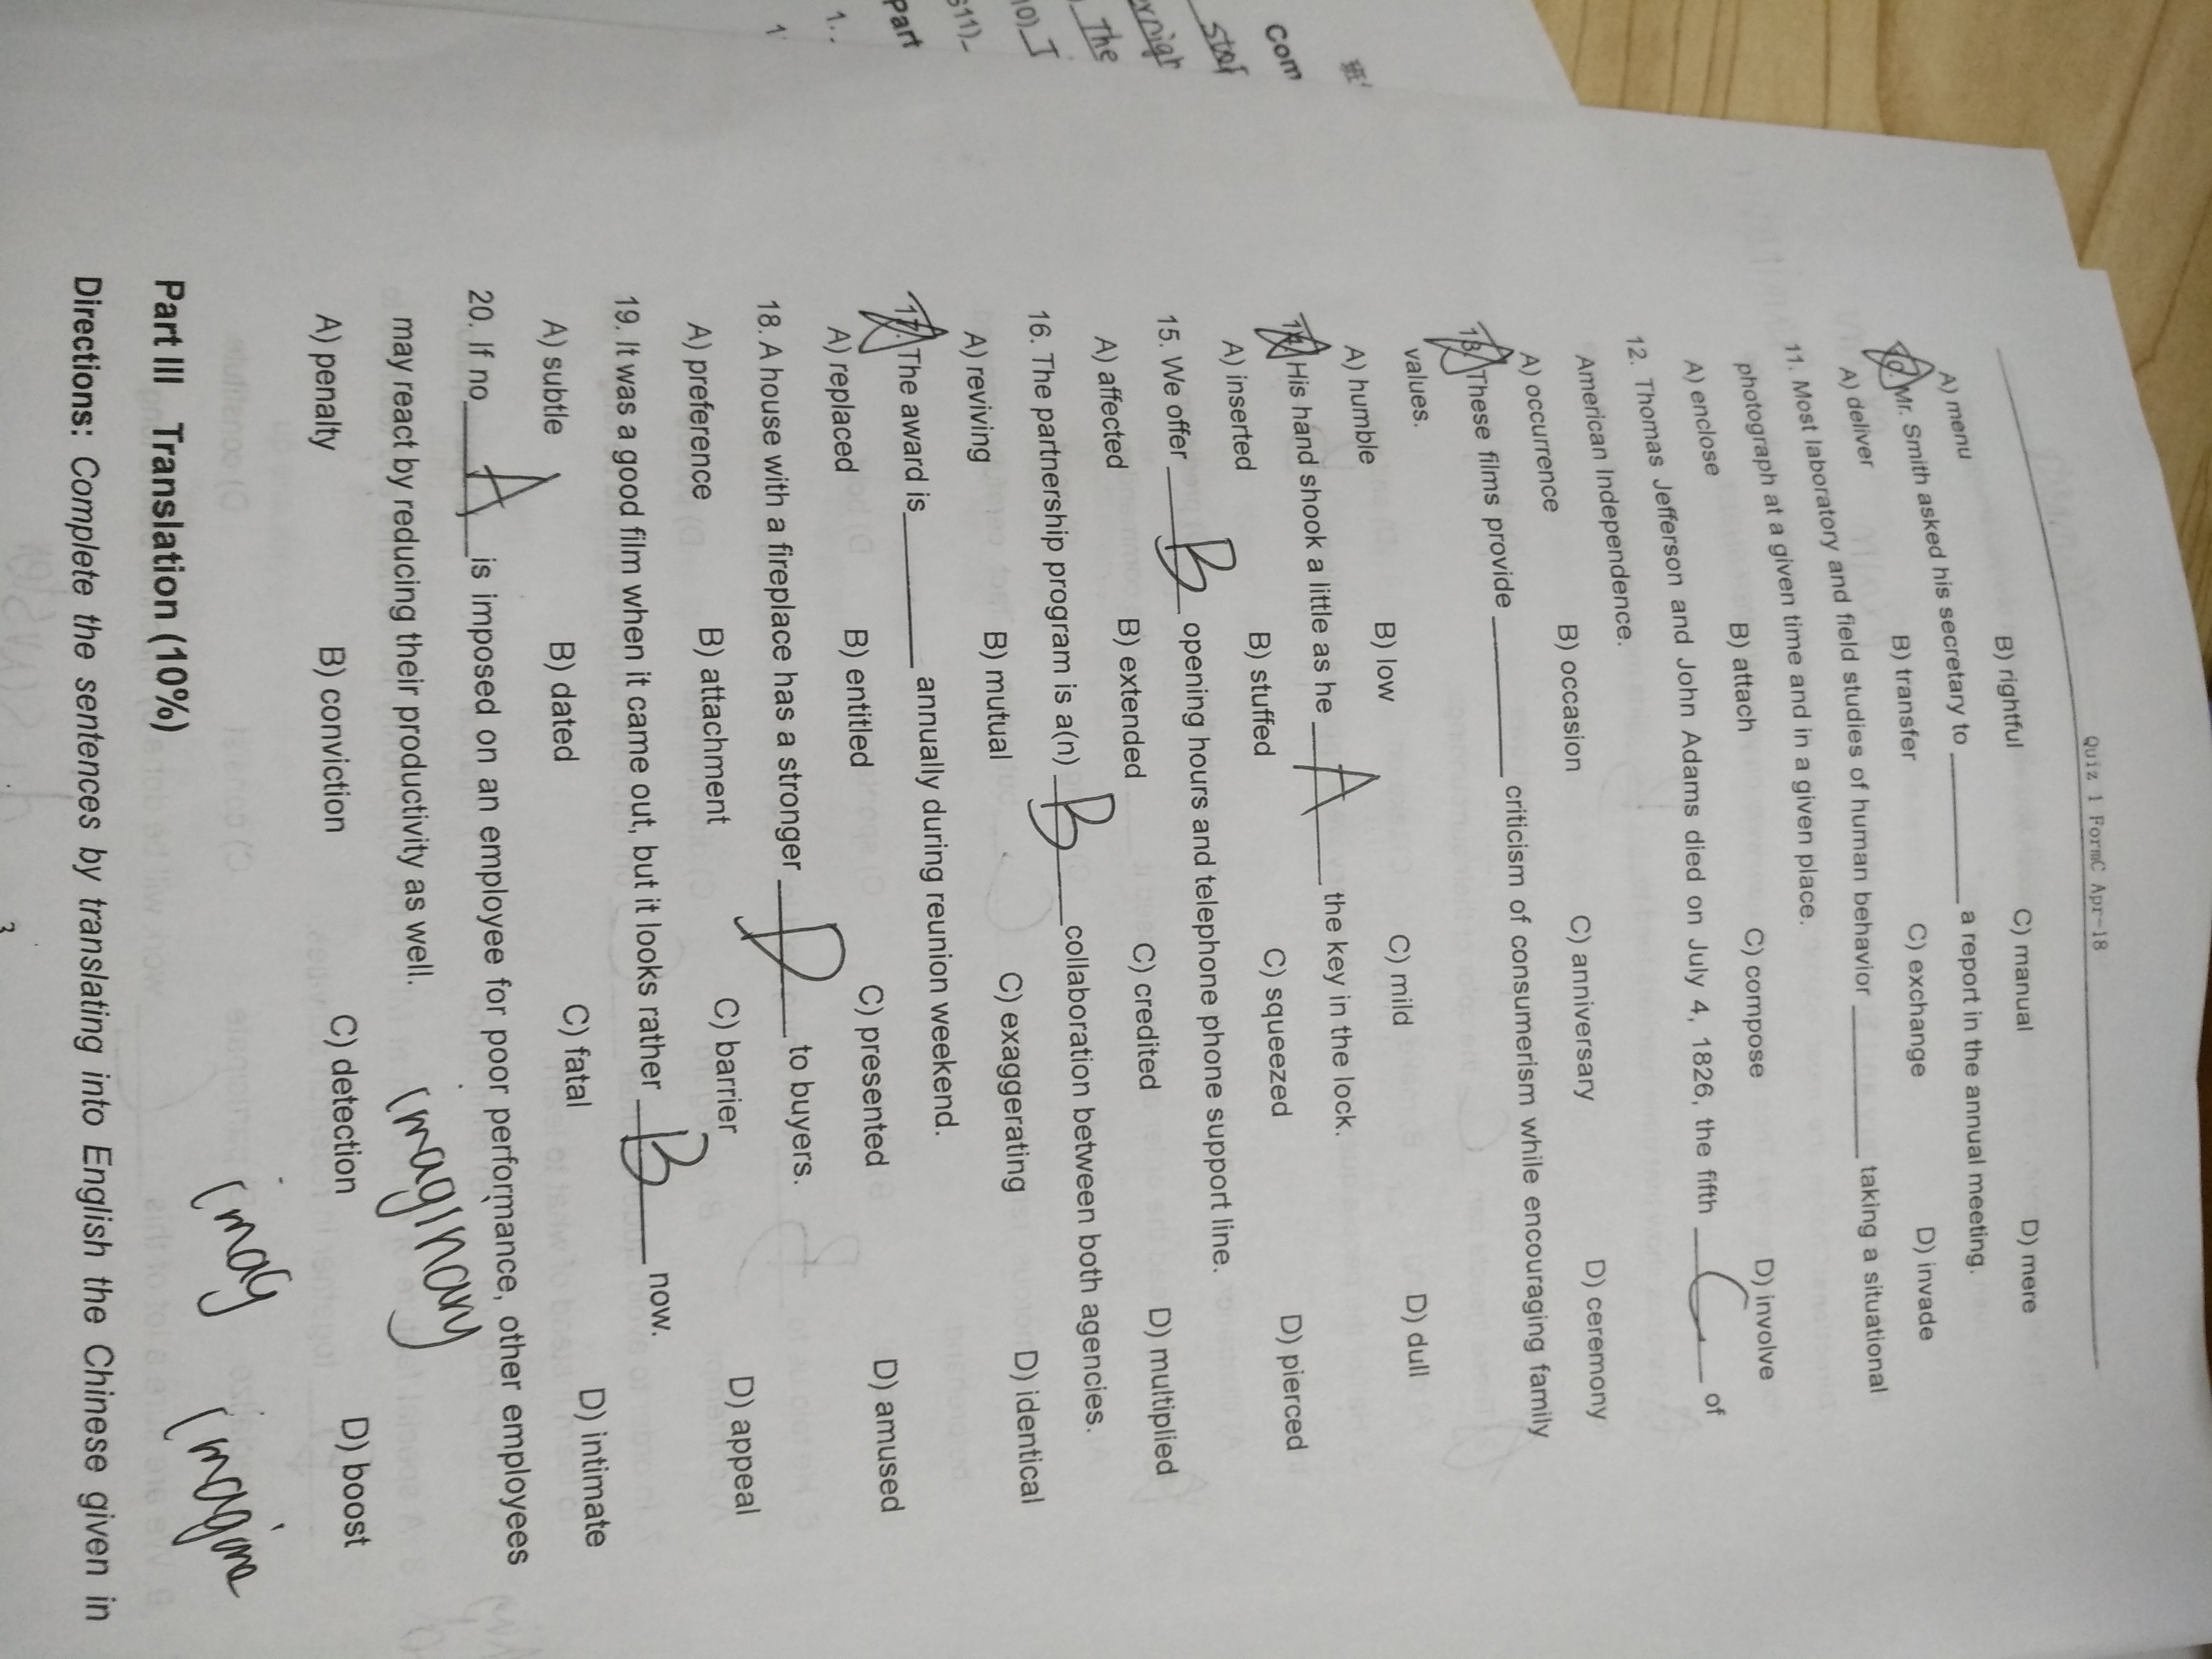 Quiz 1 FormC Apr-18
A) menu B) rightful C) manual D) mere
10. Mr. Smith asked his secretary to __________ a report in the annual meeting.
A) deliver B) transfer C) exchange D) invade
11. Most laboratory and field studies of human behavior __________ taking a situational
photograph at a given time and in a given place.
A) enclose B) attach C) compose D) involve
12. Thomas Jefferson and John Adams died on July 4, 1826, the fifth C of
American Independence.
A) occurrence B) occasion C) anniversary D) ceremony
13. These films provide __________ criticism of consumerism while encouraging family
values.
A) humble B) low C) mild D) dull
14. His hand shook a little as he A the key in the lock.
A) inserted B) stuffed C) squeezed D) pierced
15. We offer B opening hours and telephone phone support line.
A) affected B) extended C) credited D) multiplied
16. The partnership program is a(n) B collaboration between both agencies.
A) reviving B) mutual C) exaggerating D) identical
17. The award is__________ annually during reunion weekend.
A) replaced B) entitled C) presented D) amused
18. A house with a fireplace has a stronger D to buyers.
A) preference B) attachment C) barrier D) appeal
19. It was a good film when it came out, but it looks rather B now.
A) subtle B) dated C) fatal D) intimate
20. If no A is imposed on an employee for poor performance, other employees
may react by reducing their productivity as well.
imaginary
A) penalty B) conviction C) detection D) boost
imag imagine
Part III Translation (10%)
Directions: Complete the sentences by translating into English the Chinese given in
3
班
Com
The
10) J
S11)
Part
1.
1